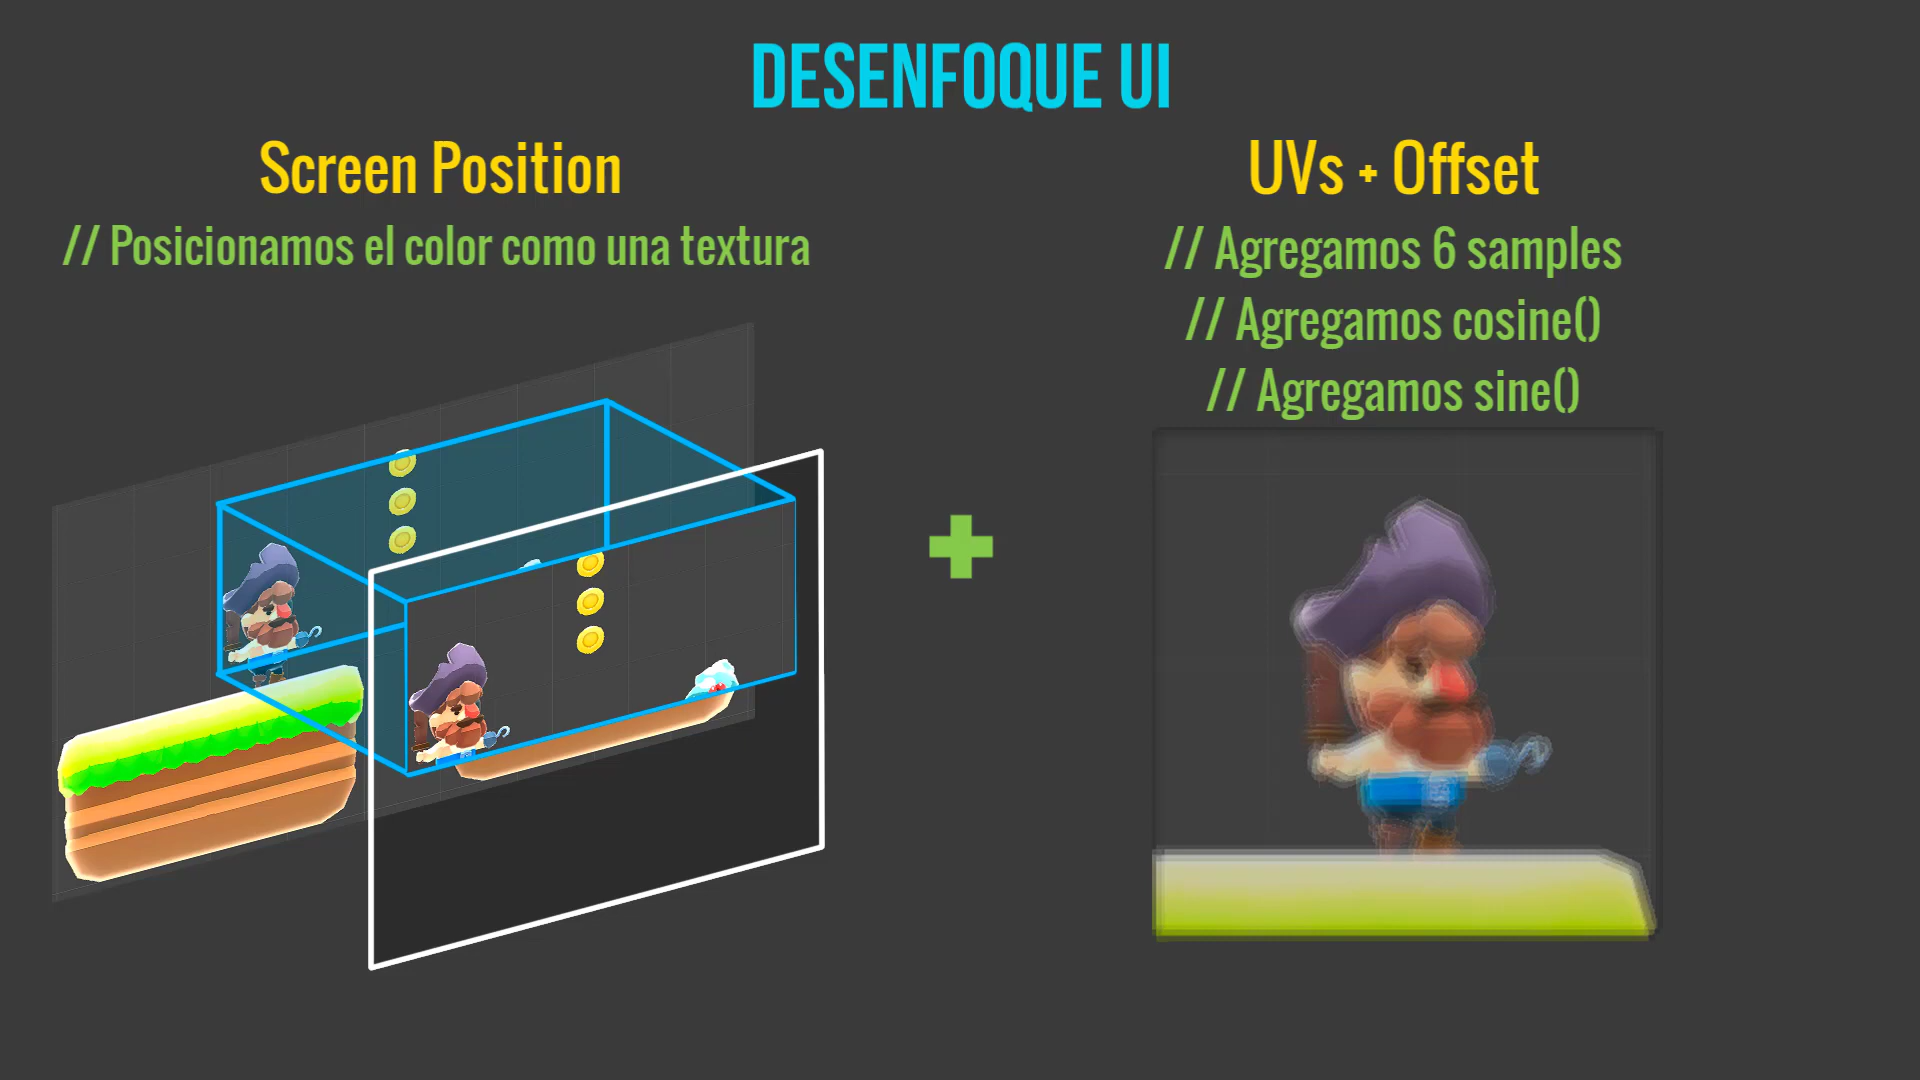 DESENFOQUE UI
Screen Position
// Posicionamos el color como una textura
UVs + Offset
// Agregamos 6 samples
// Agregamos cosine()
// Agregamos sine()